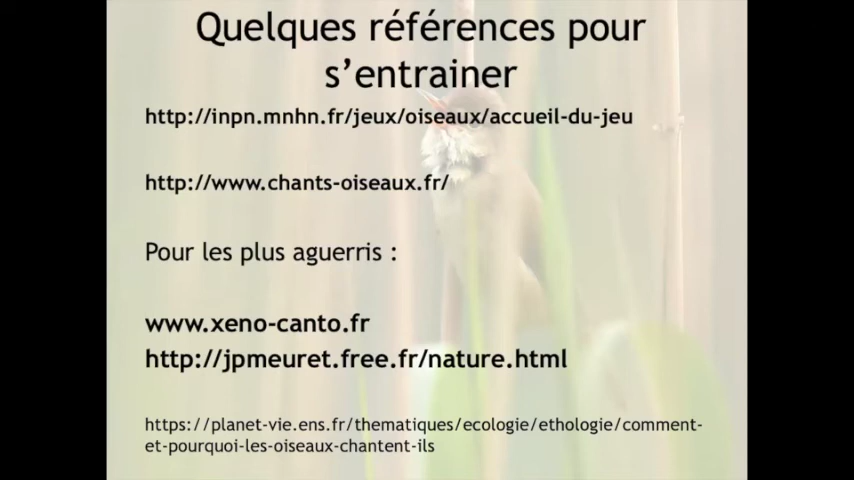 Quelques références pour
s’entrainer
http://inpn.mnhn.fr/jeux/oiseaux/accueil-du-jeu
http://www.chants-oiseaux.fr/
Pour les plus aguerris :
www.xeno-canto.fr
http://jpmeuret.free.fr/nature.html
https://planet-vie.ens.fr/thematiques/ecologie/ethologie/comment-
et-pourquoi-les-oiseaux-chantent-ils